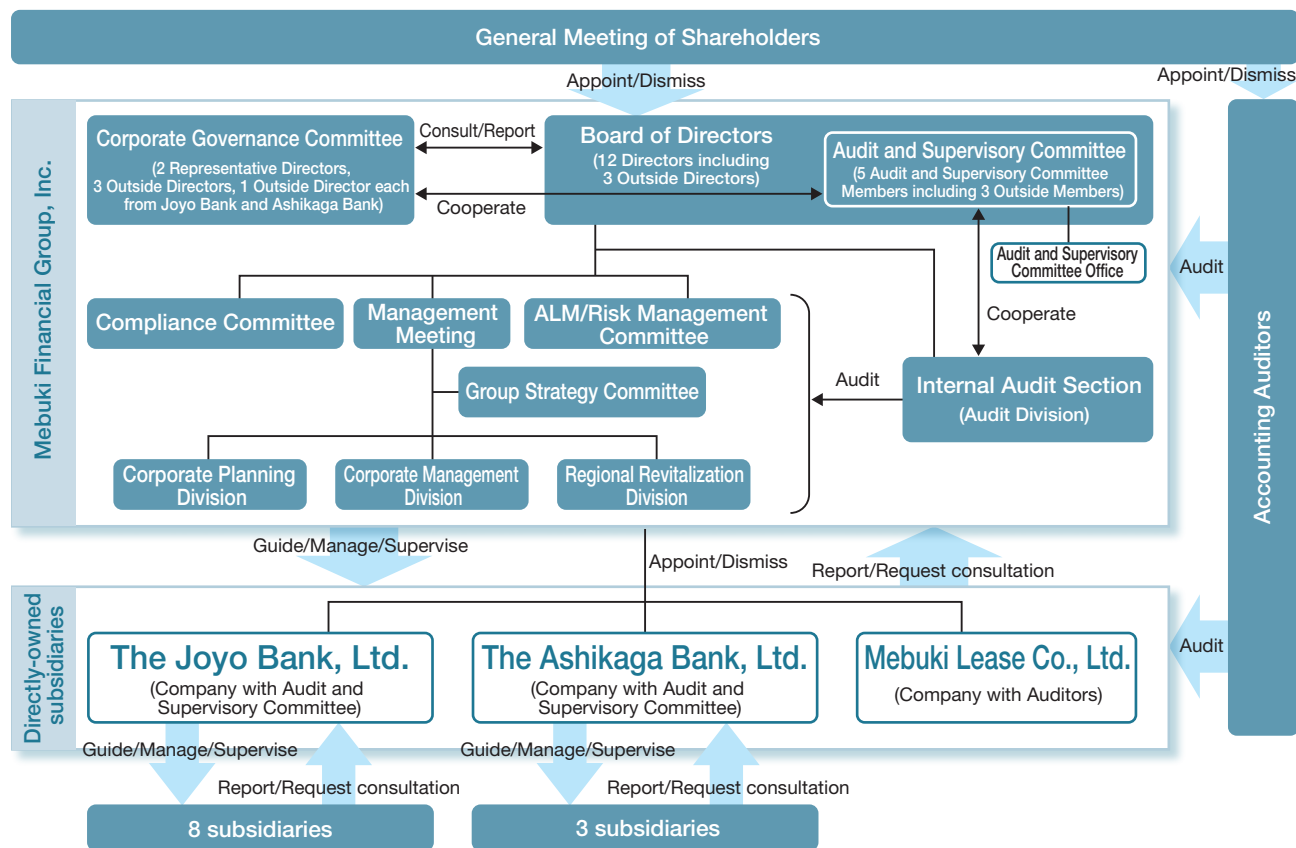 General Meeting of Shareholders
Appoint/Dismiss
Appoint/Dismiss
Mebuki Financial Group, Inc.
Corporate Governance Committee
(2 Representative Directors,
3 Outside Directors, 1 Outside Director each
from Joyo Bank and Ashikaga Bank)
Consult/Report
Cooperate
Board of Directors
(12 Directors including
3 Outside Directors)
Audit and Supervisory Committee
(5 Audit and Supervisory Committee
Members including 3 Outside Members)
Audit and Supervisory
Committee Office
Audit
Accounting Auditors
Cooperate
Compliance Committee
Management
Meeting
ALM/Risk Management
Committee
Group Strategy Committee
Audit
Internal Audit Section
(Audit Division)
Corporate Planning
Division
Corporate Management
Division
Regional Revitalization
Division
Guide/Manage/Supervise
Appoint/Dismiss
Report/Request consultation
Directly-owned
subsidiaries
The Joyo Bank, Ltd.
(Company with Audit and
Supervisory Committee)
The Ashikaga Bank, Ltd.
(Company with Audit and
Supervisory Committee)
Mebuki Lease Co., Ltd.
(Company with Auditors)
Audit
Guide/Manage/Supervise
Report/Request consultation
Guide/Manage/Supervise
Report/Request consultation
8 subsidiaries
3 subsidiaries